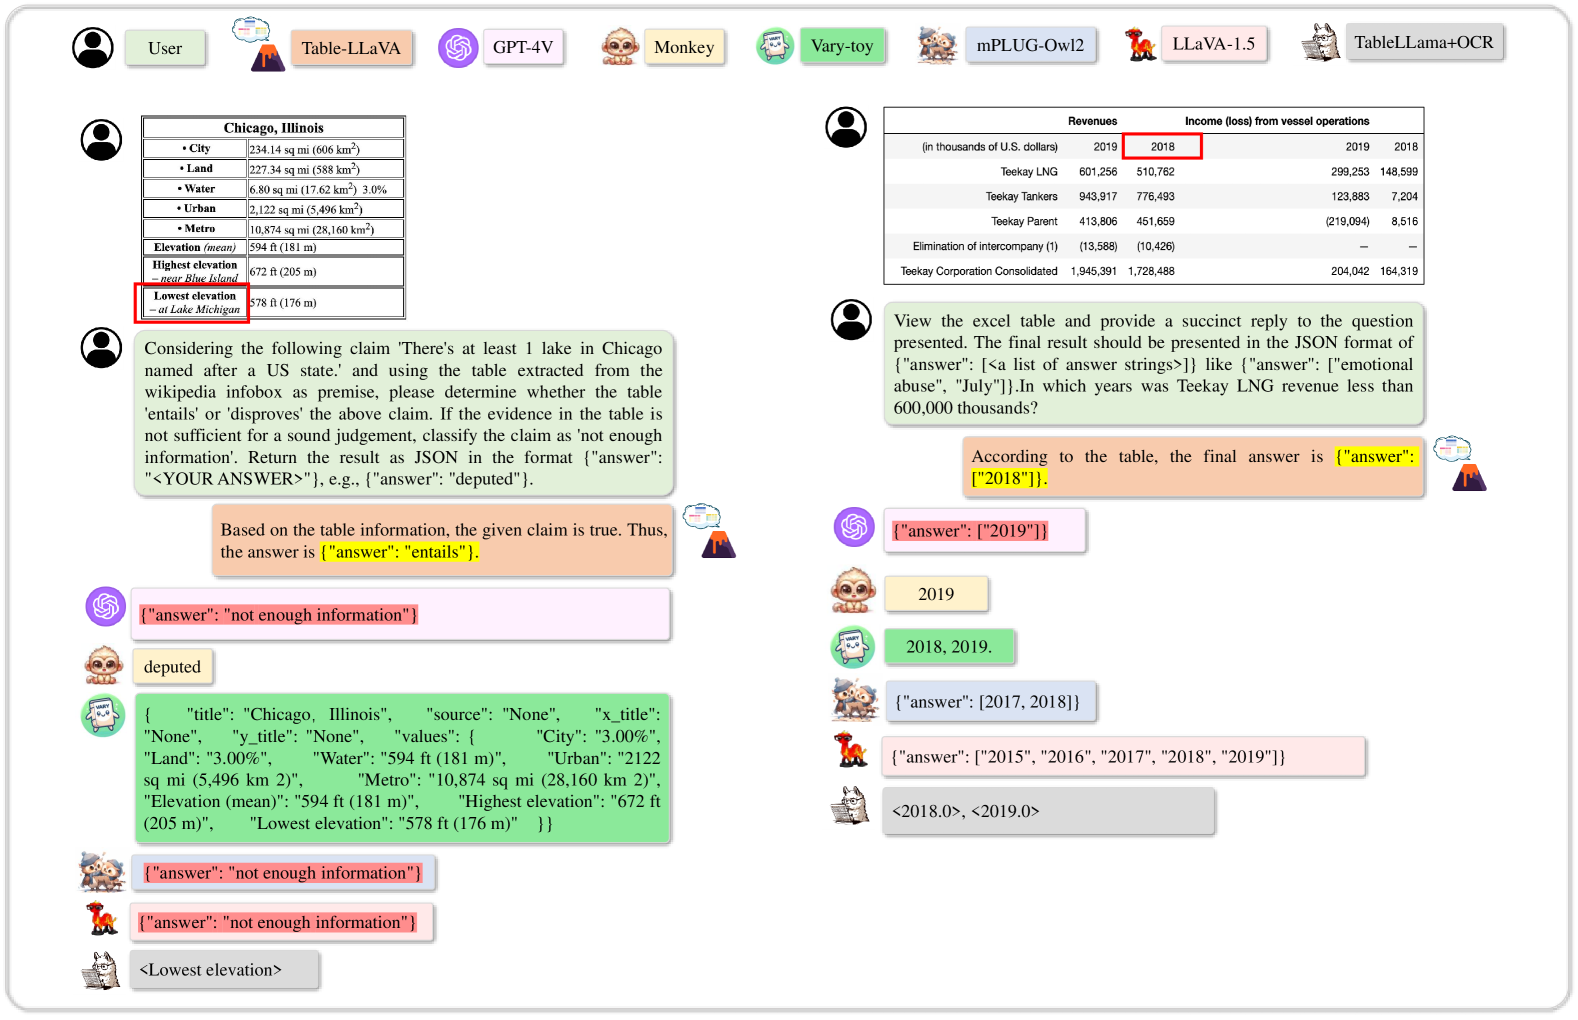 User
Table-LLaVA
GPT-4V
Monkey
Vary-toy
mPLUG-Owl2
LLaVA-1.5
TableLLama+OCR
Chicago, Illinois
• City 234.14 sq mi (606 km2)
• Land 227.34 sq mi (588 km2)
• Water 6.80 sq mi (17.62 km2) 3.0%
• Urban 2,122 sq mi (5,496 km2)
• Metro 10,874 sq mi (28,160 km2)
Elevation (mean) 594 ft (181 m)
Highest elevation
– near Blue Island
672 ft (205 m)
Lowest elevation
– at Lake Michigan
578 ft (176 m)
Considering the following claim 'There's at least 1 lake in Chicago
named after a US state.' and using the table extracted from the
wikipedia infobox as premise, please determine whether the table
'entails' or 'disproves' the above claim. If the evidence in the table is
not sufficient for a sound judgement, classify the claim as 'not enough
information'. Return the result as JSON in the format {"answer":
"<YOUR ANSWER>"}, e.g., {"answer": "deputed"}.
Based on the table information, the given claim is true. Thus,
the answer is {"answer": "entails"}.
{"answer": "not enough information"}
deputed
VARY
{ "title": "Chicago, Illinois", "source": "None", "x_title":
"None", "y_title": "None", "values": { "City": "3.00%",
"Land": "3.00%", "Water": "594 ft (181 m)", "Urban": "2122
sq mi (5,496 km 2)", "Metro": "10,874 sq mi (28,160 km 2)",
"Elevation (mean)": "594 ft (181 m)", "Highest elevation": "672 ft
(205 m)", "Lowest elevation": "578 ft (176 m)" }}
{"answer": "not enough information"}
{"answer": "not enough information"}
<Lowest elevation>
Revenues Income (loss) from vessel operations
(in thousands of U.S. dollars) 2019 2018 2019 2018
Teekay LNG 601,256 510,762 299,253 148,599
Teekay Tankers 943,917 776,493 123,883 7,204
Teekay Parent 413,806 451,659 (219,094) 8,516
Elimination of intercompany (1) (13,588) (10,426) — —
Teekay Corporation Consolidated 1,945,391 1,728,488 204,042 164,319
View the excel table and provide a succinct reply to the question
presented. The final result should be presented in the JSON format of
{"answer": [<a list of answer strings>]} like {"answer": ["emotional
abuse", "July"]}.In which years was Teekay LNG revenue less than
600,000 thousands?
According to the table, the final answer is {"answer":
["2018"]}.
{"answer": ["2019"]}
2019
VARY
2018, 2019.
{"answer": [2017, 2018]}
{"answer": ["2015", "2016", "2017", "2018", "2019"]}
<2018.0>, <2019.0>